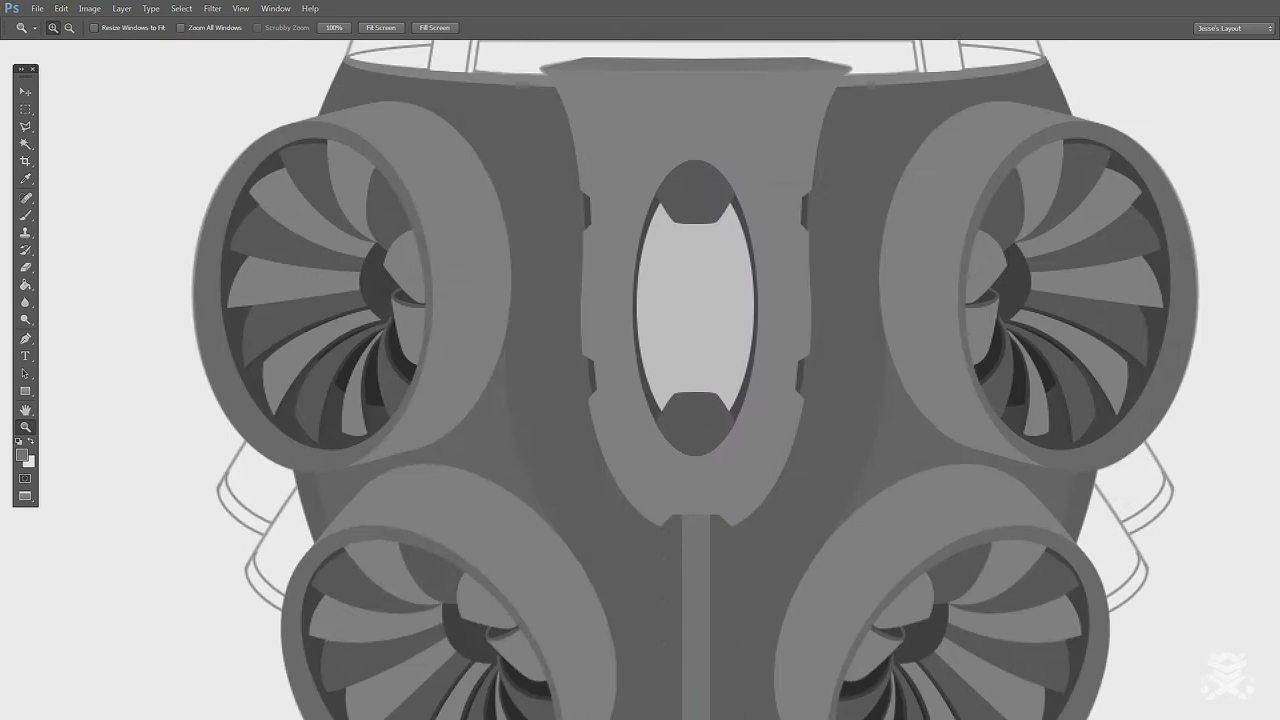 Ps File Edit Image Layer Type Select Filter View Window Help
Resize Windows to Fit Zoom All Windows Scrubby Zoom 100% Fit Screen Fill Screen Jesse's Layout
T